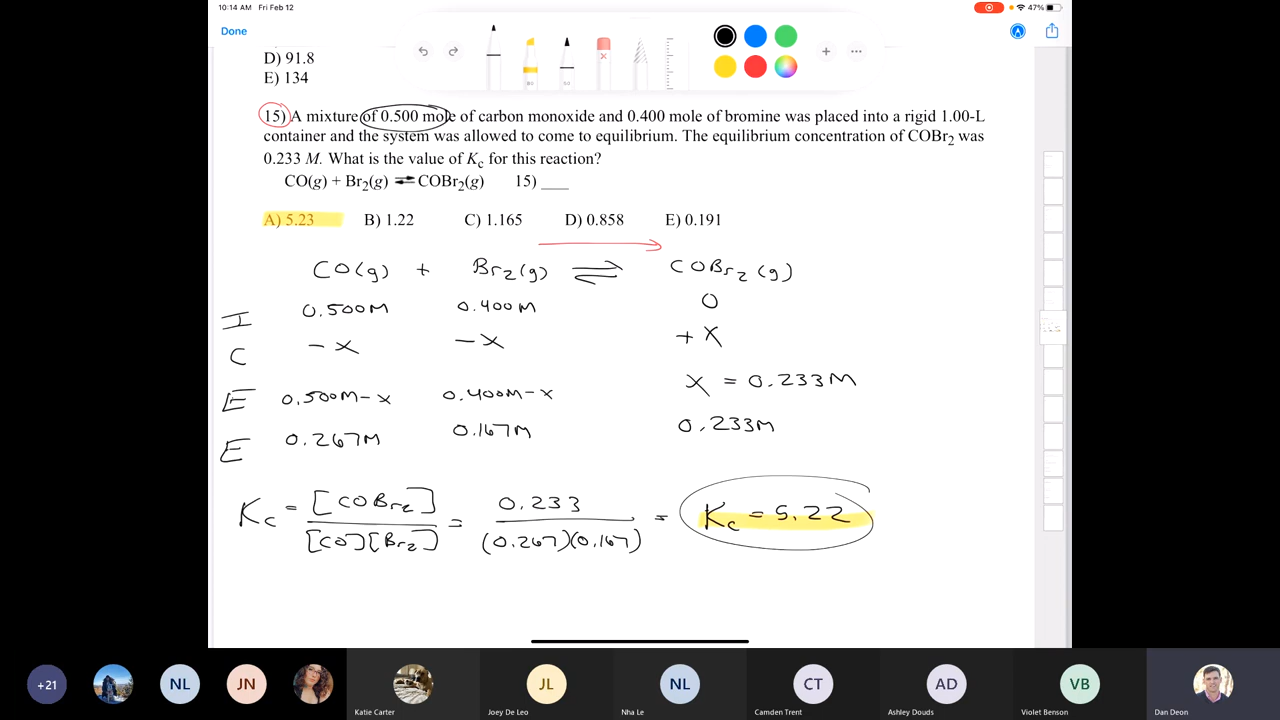 10:14 AM Fri Feb 12
47%
Done
D) 91.8
E) 134
15) A mixture of 0.500 mole of carbon monoxide and 0.400 mole of bromine was placed into a rigid 1.00-L
container and the system was allowed to come to equilibrium. The equilibrium concentration of COBr2 was
0.233 M. What is the value of Kc for this reaction?
CO(g) + Br2(g) ⇌ COBr2(g) 15) ___
A) 5.23 B) 1.22 C) 1.165 D) 0.858 E) 0.191
CO(g) + Br2(g) ⇌ COBr2(g)
I 0.500M 0.400M 0
C -x -x +x
E 0.500M-x 0.400M-x x = 0.233M
E 0.267M 0.167M 0.233M
Kc = [COBr2] / [CO][Br2] = 0.233 / (0.267)(0.167) = Kc = 5.22
+21 NL JN JL NL CT AD VB
Katie Carter Joey De Leo Nha Le Camden Trent Ashley Douds Violet Benson Dan Deon